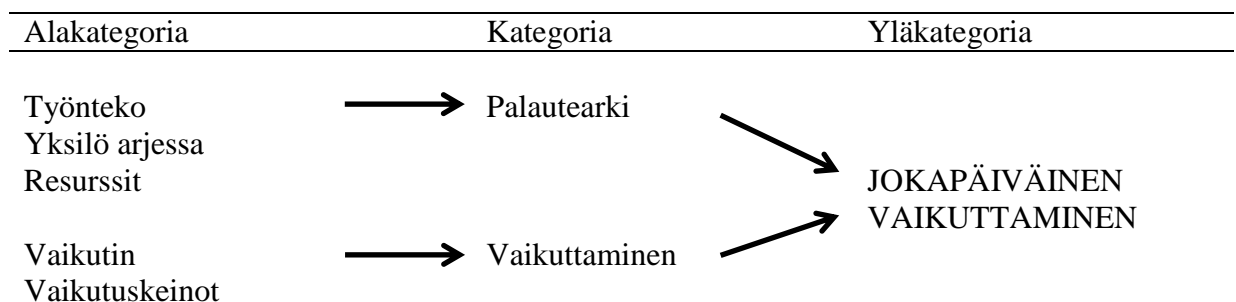 Alakategoria Kategoria Yläkategoria
Työnteko Palautearki
Yksilö arjessa
Resurssit JOKAPÄIVÄINEN
VAIKUTTAMINEN
Vaikutin Vaikuttaminen
Vaikutuskeinot